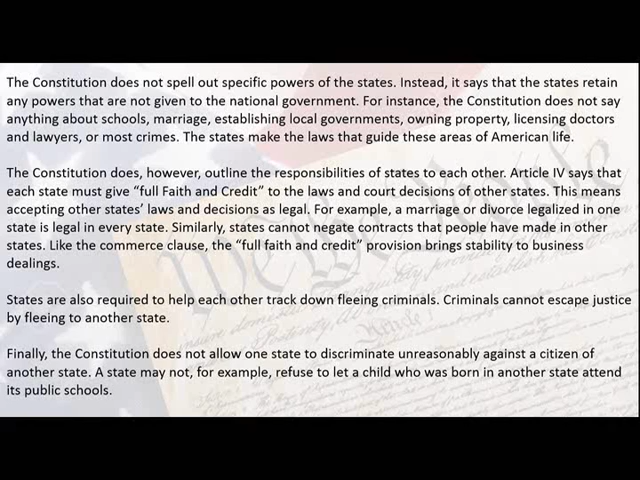 The Constitution does not spell out specific powers of the states. Instead, it says that the states retain
any powers that are not given to the national government. For instance, the Constitution does not say
anything about schools, marriage, establishing local governments, owning property, licensing doctors
and lawyers, or most crimes. The states make the laws that guide these areas of American life.
The Constitution does, however, outline the responsibilities of states to each other. Article IV says that
each state must give “full Faith and Credit” to the laws and court decisions of other states. This means
accepting other states’ laws and decisions as legal. For example, a marriage or divorce legalized in one
state is legal in every state. Similarly, states cannot negate contracts that people have made in other
states. Like the commerce clause, the “full faith and credit” provision brings stability to business
dealings.
States are also required to help each other track down fleeing criminals. Criminals cannot escape justice
by fleeing to another state.
Finally, the Constitution does not allow one state to discriminate unreasonably against a citizen of
another state. A state may not, for example, refuse to let a child who was born in another state attend
its public schools.
We the People
Article I